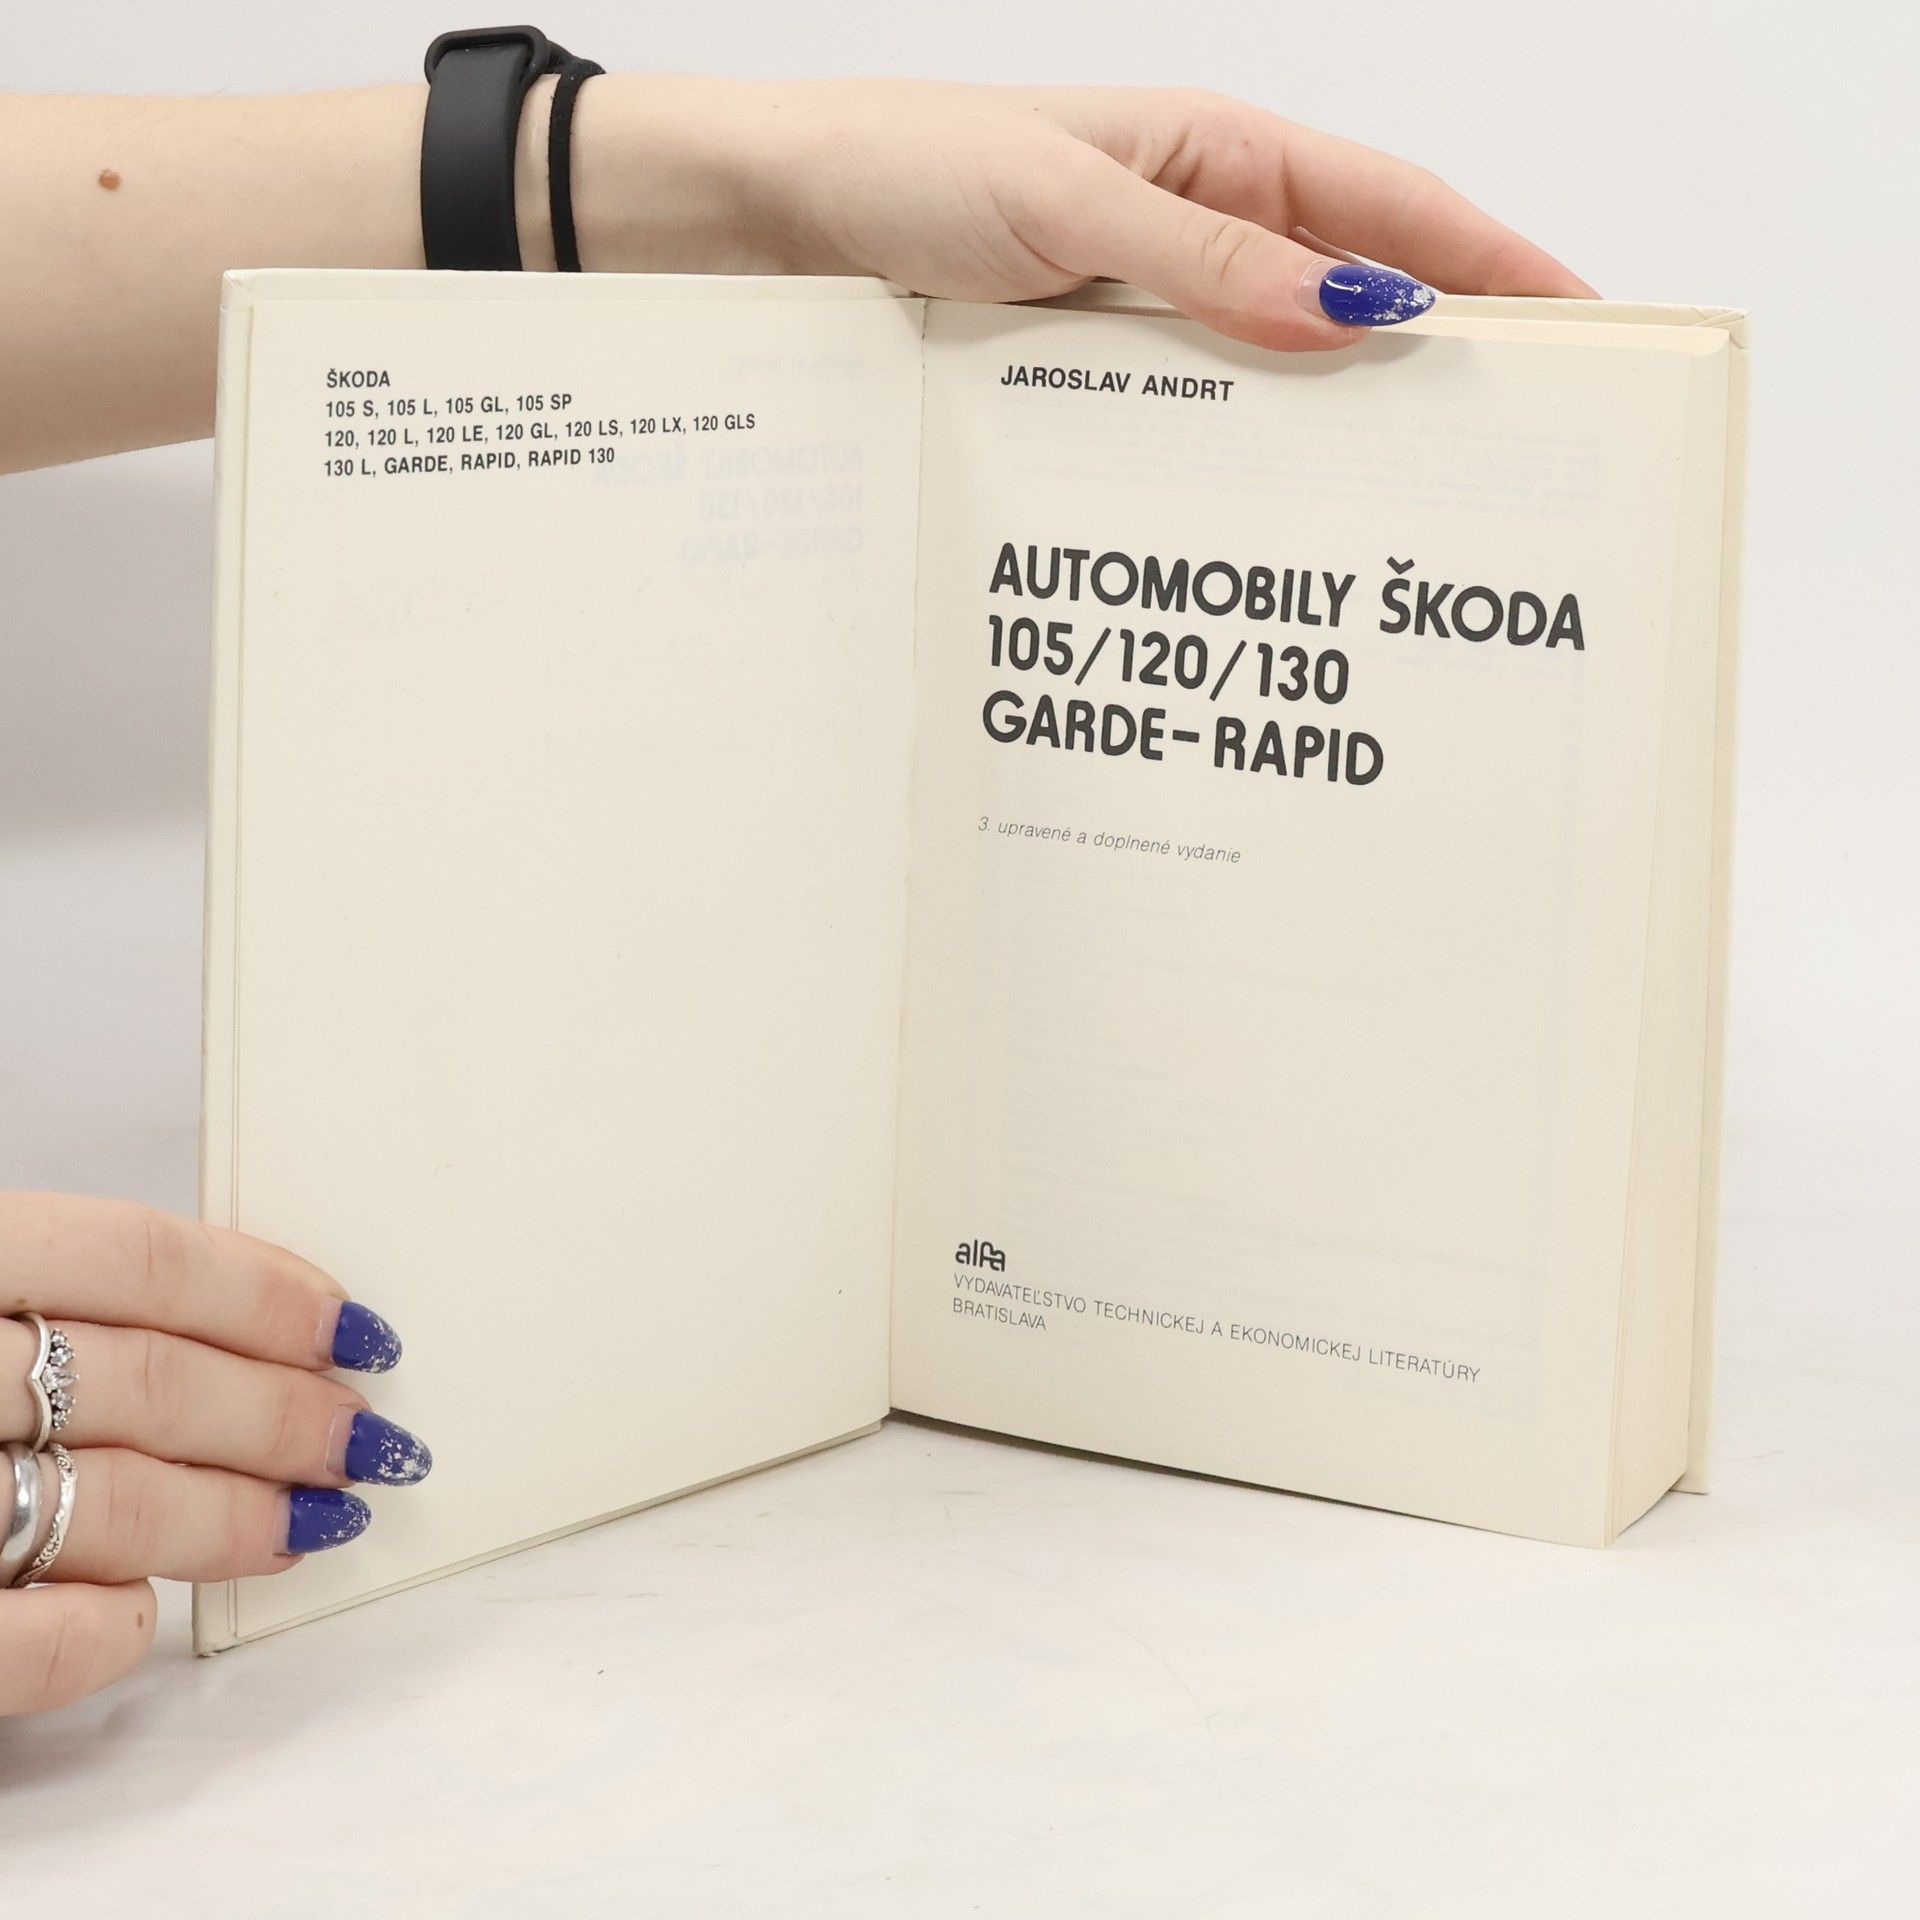 ŠKODA
105 S, 105 L, 105 GL, 105 SP
120, 120 L, 120 LE, 120 GL, 120 LS, 120 LX, 120 GLS
130 L, GARDE, RAPID, RAPID 130
JAROSLAV ANDRT
AUTOMOBILY ŠKODA
105/120/130
GARDE-RAPID
3. upravené a doplnené vydanie
alfa
VYDAVATEĽSTVO TECHNICKEJ A EKONOMICKEJ LITERATÚRY
BRATISLAVA